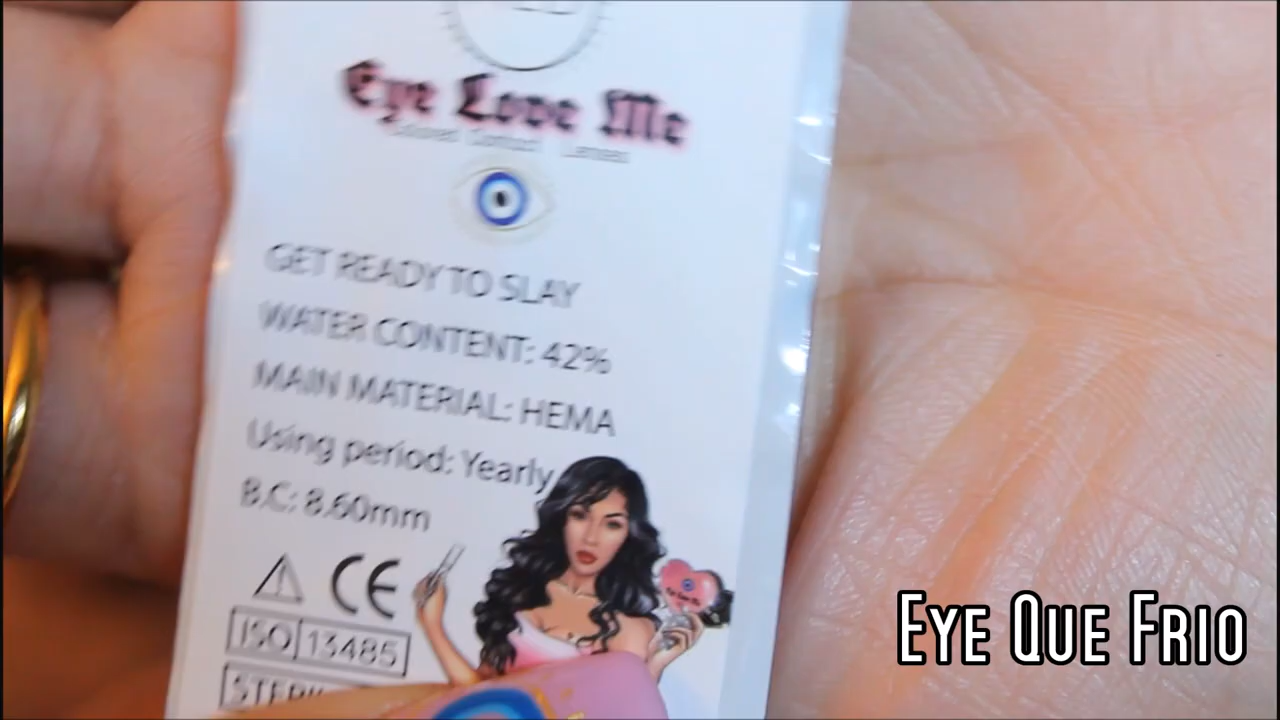 Eye Love Me
Colored Contact Lenses
GET READY TO SLAY
WATER CONTENT: 42%
MAIN MATERIAL: HEMA
Using period: Yearly
B.C: 8.60mm
CE
ISO 13485
EYE QUE FRIO